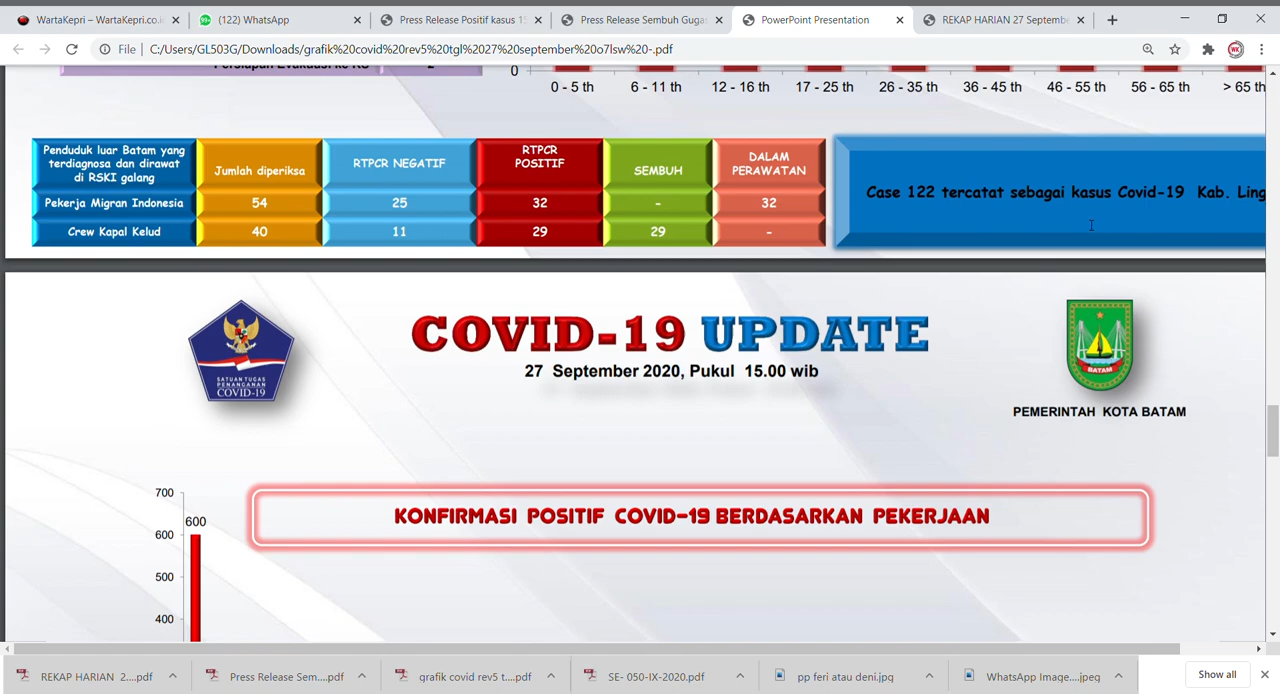 WartaKepri – WartaKepri.co.i
(122) WhatsApp
Press Release Positif kasus 15
Press Release Sembuh Gugas
PowerPoint Presentation
REKAP HARIAN 27 Septembe
File | C:/Users/GL503G/Downloads/grafik%20covid%20rev5%20tgl%2027%20september%20o7lsw%20-.pdf
0
0 - 5 th 6 - 11 th 12 - 16 th 17 - 25 th 26 - 35 th 36 - 45 th 46 - 55 th 56 - 65 th > 65 th
Penduduk luar Batam yang
terdiagnosa dan dirawat
di RSKI galang
Jumlah diperiksa
RTPCR NEGATIF
RTPCR
POSITIF
SEMBUH
DALAM
PERAWATAN
Pekerja Migran Indonesia 54 25 32 - 32
Crew Kapal Kelud 40 11 29 29 -
Case 122 tercatat sebagai kasus Covid-19 Kab. Ling
SATUAN TUGAS
PENANGANAN
COVID-19
COVID-19 UPDATE
27 September 2020, Pukul 15.00 wib
BATAM
PEMERINTAH KOTA BATAM
KONFIRMASI POSITIF COVID-19 BERDASARKAN PEKERJAAN
700
600
600
500
400
REKAP HARIAN 2....pdf
Press Release Sem....pdf
grafik covid rev5 t....pdf
SE- 050-IX-2020.pdf
pp feri atau deni.jpg
WhatsApp Image....jpeg
Show all